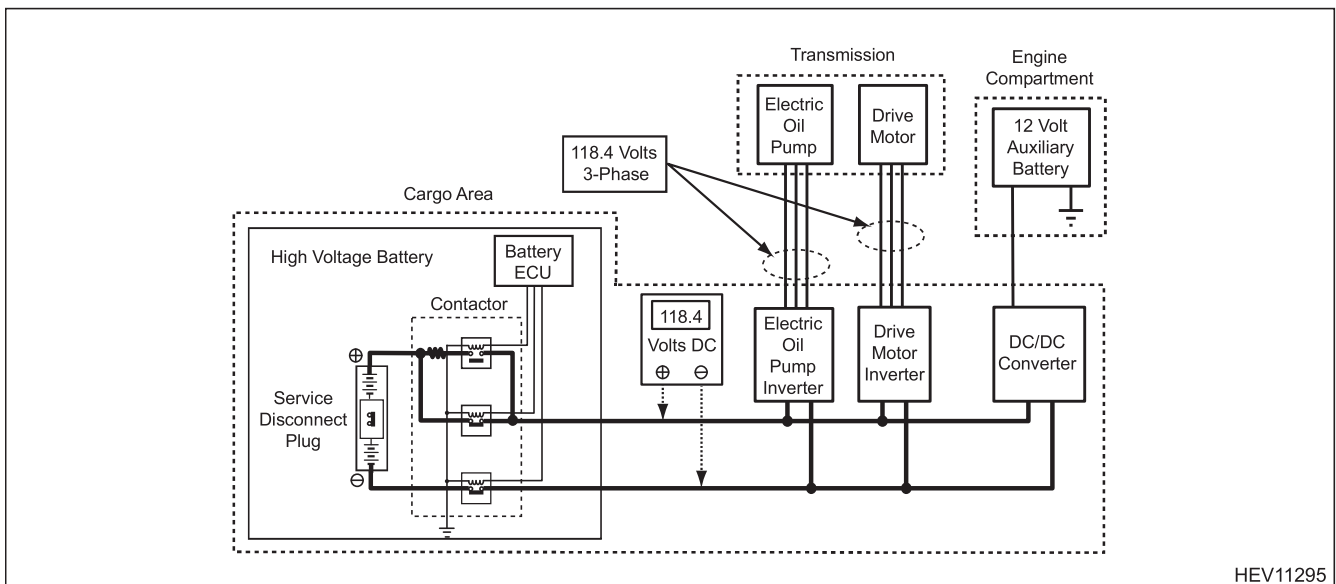 Transmission
Engine
Compartment
Electric
Oil
Pump
Drive
Motor
12 Volt
Auxiliary
Battery
118.4 Volts
3-Phase
Cargo Area
High Voltage Battery
Battery
ECU
Contactor
⊕
Service
Disconnect
Plug
⊖
118.4
Volts DC
⊕ ⊖
Electric
Oil
Pump
Inverter
Drive
Motor
Inverter
DC/DC
Converter
HEV11295